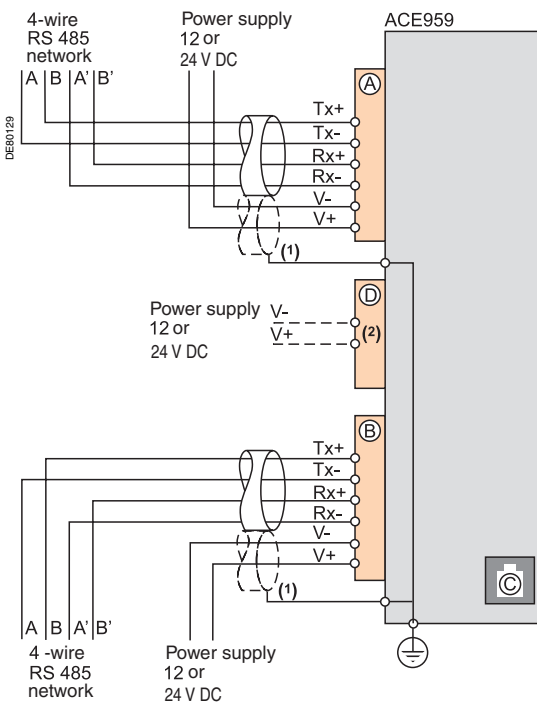 4-wire
RS 485
network
Power supply
12 or
24 V DC
ACE959
A B A' B'
DE80129
A
Tx+
Tx-
Rx+
Rx-
V-
V+
(1)
D
Power supply
12 or
24 V DC
V-
V+
(2)
B
Tx+
Tx-
Rx+
Rx-
V-
V+
(1)
C
A B A' B'
4 -wire
RS 485
network
Power supply
12 or
24 V DC